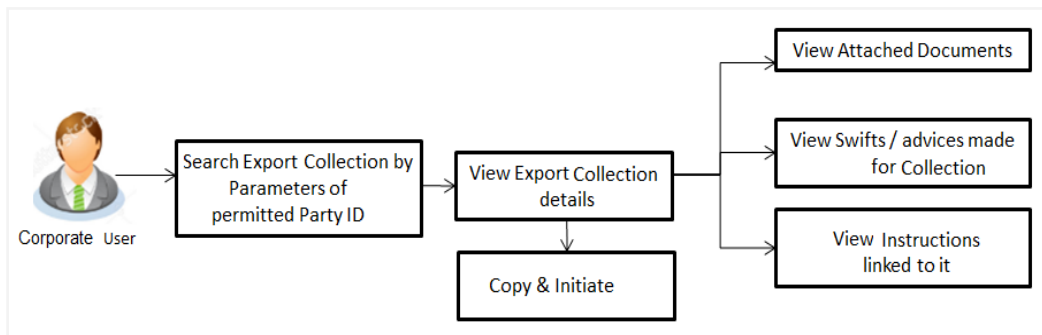 View Attached Documents
View Swifts / advices made
for Collection
Search Export Collection by
Parameters of
permitted Party ID
View Export Collection
details
Corporate User
View Instructions
linked to it
Copy & Initiate